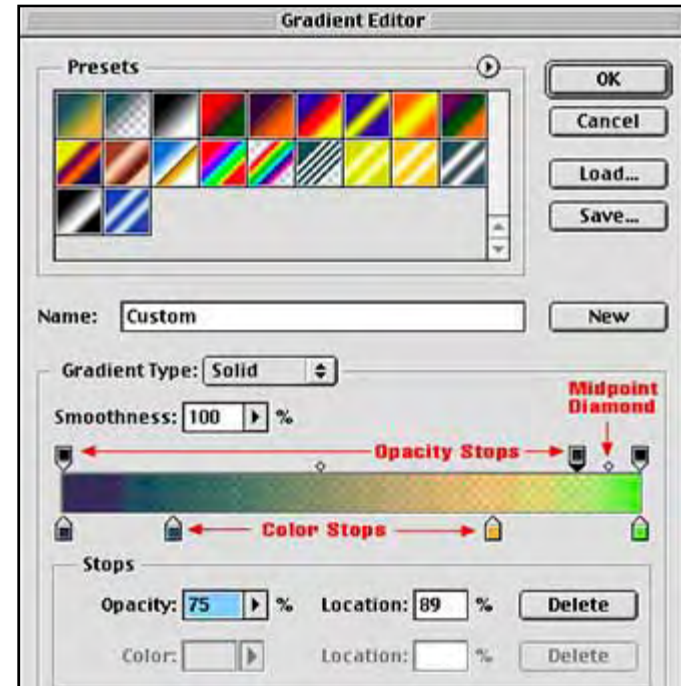 Gradient Editor
Presets
OK
Cancel
Load...
Save...
Name: Custom New
Gradient Type: Solid
Smoothness: 100 %
Midpoint
Diamond
Opacity Stops
Color Stops
Stops
Opacity: 75 % Location: 89 % Delete
Color: Location: % Delete